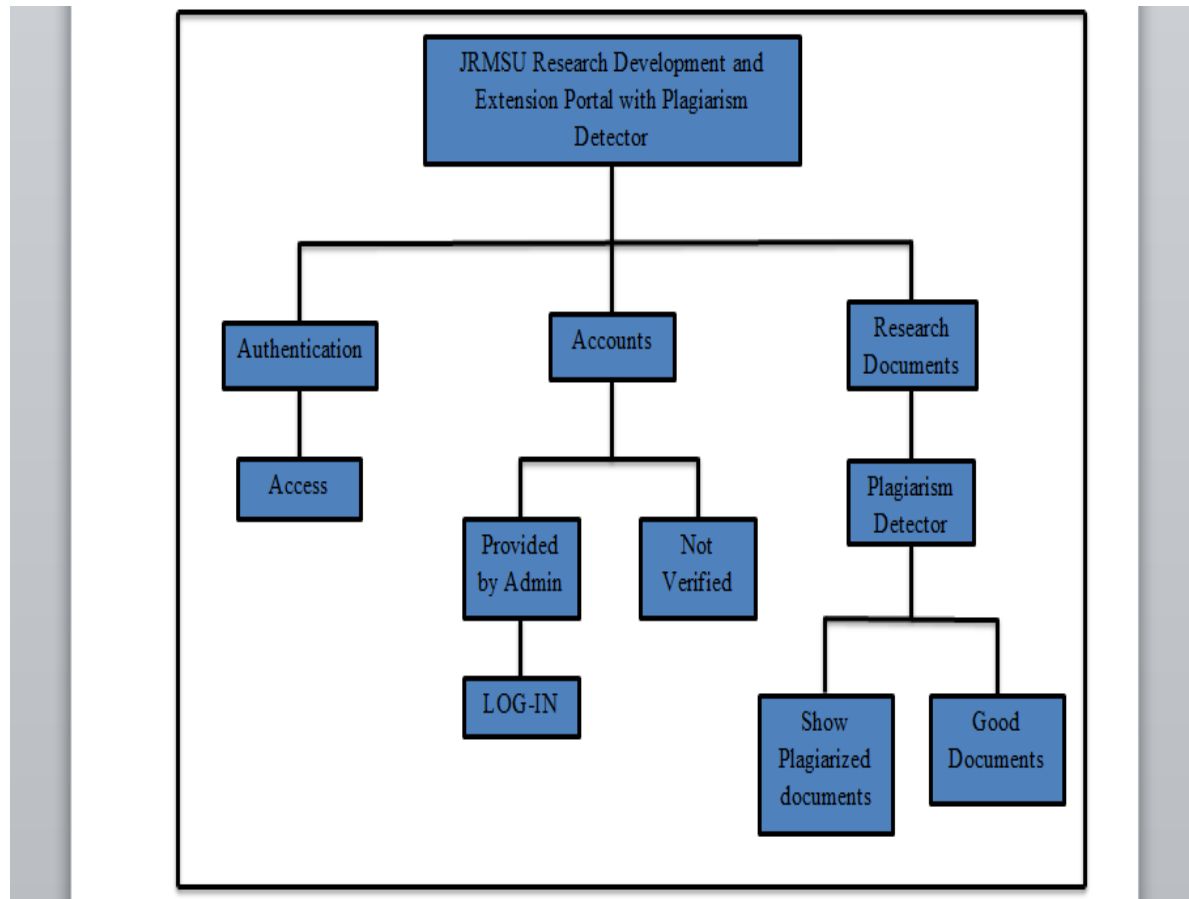 JRMSU Research Development and
Extension Portal with Plagiarism
Detector
Authentication
Accounts
Research
Documents
Access
Plagiarism
Detector
Provided
by Admin
Not
Verified
LOG-IN
Show
Plagiarized
documents
Good
Documents